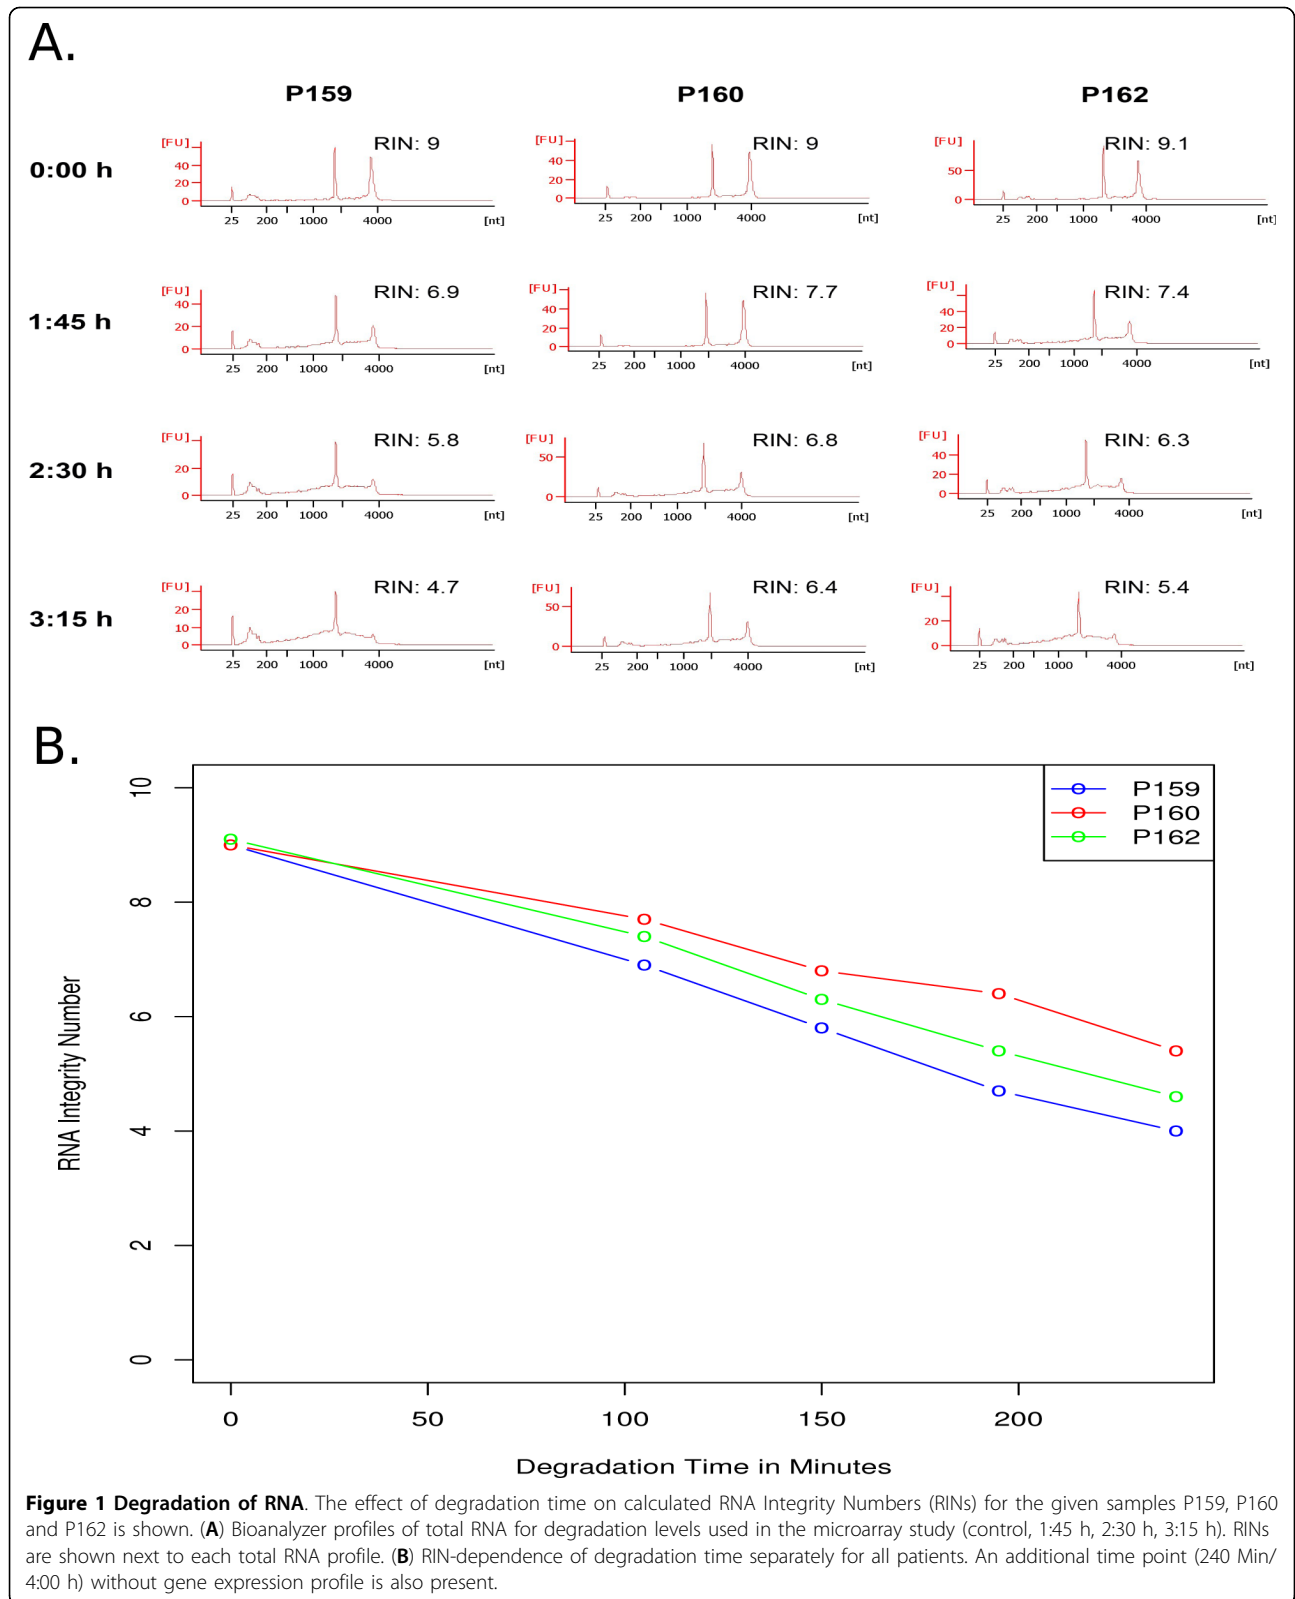 A.
P159 P160 P162
0:00 h
[FU] RIN: 9
40
20
0
25 200 1000 4000 [nt]
[FU] RIN: 9
40
20
0
25 200 1000 4000 [nt]
[FU] RIN: 9.1
50
0
25 200 1000 4000 [nt]
1:45 h
[FU] RIN: 6.9
40
20
0
25 200 1000 4000 [nt]
[FU] RIN: 7.7
40
20
0
25 200 1000 4000 [nt]
[FU] RIN: 7.4
40
20
0
25 200 1000 4000 [nt]
2:30 h
[FU] RIN: 5.8
20
0
25 200 1000 4000 [nt]
[FU] RIN: 6.8
50
0
25 200 1000 4000 [nt]
[FU] RIN: 6.3
40
20
0
25 200 1000 4000 [nt]
3:15 h
[FU] RIN: 4.7
20
10
0
25 200 1000 4000 [nt]
[FU] RIN: 6.4
50
0
25 200 1000 4000 [nt]
[FU] RIN: 5.4
20
0
25 200 1000 4000 [nt]
B.
P159
P160
P162
10
8
6
4
2
0
RNA Integrity Number
0 50 100 150 200
Degradation Time in Minutes
Figure 1 Degradation of RNA. The effect of degradation time on calculated RNA Integrity Numbers (RINs) for the given samples P159, P160
and P162 is shown. (A) Bioanalyzer profiles of total RNA for degradation levels used in the microarray study (control, 1:45 h, 2:30 h, 3:15 h). RINs
are shown next to each total RNA profile. (B) RIN-dependence of degradation time separately for all patients. An additional time point (240 Min/
4:00 h) without gene expression profile is also present.